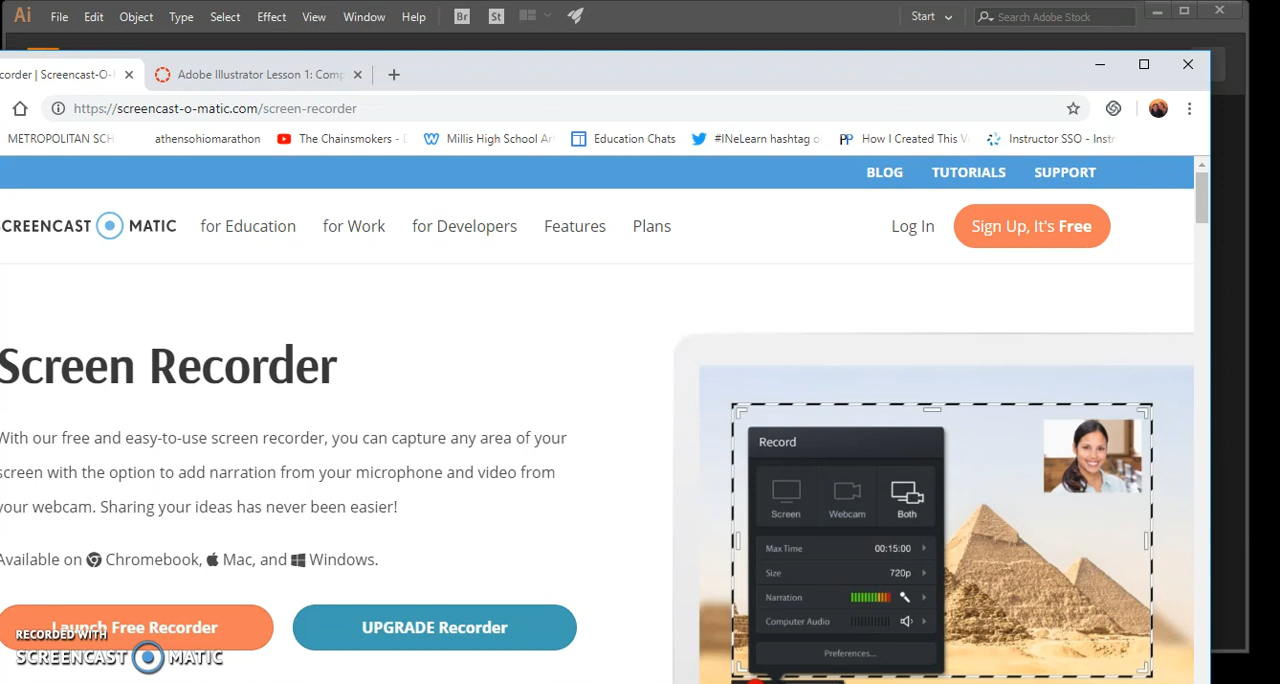 Ai File Edit Object Type Select Effect View Window Help Br St Start Search Adobe Stock
corder | Screencast-O- Adobe Illustrator Lesson 1: Comp
https://screencast-o-matic.com/screen-recorder
METROPOLITAN SCH athensohiomarathon The Chainsmokers - D Millis High School Ar Education Chats #INeLearn hashtag o How I Created This V Instructor SSO - Instr
BLOG TUTORIALS SUPPORT
SCREENCAST MATIC for Education for Work for Developers Features Plans Log In Sign Up, It's Free
Screen Recorder
With our free and easy-to-use screen recorder, you can capture any area of your
screen with the option to add narration from your microphone and video from
your webcam. Sharing your ideas has never been easier!
Available on Chromebook, Mac, and Windows.
Launch Free Recorder UPGRADE Recorder
Record
Screen Webcam Both
Max Time 00:15:00
Size 720p
Narration
Computer Audio
Preferences...
RECORDED WITH
SCREENCAST MATIC